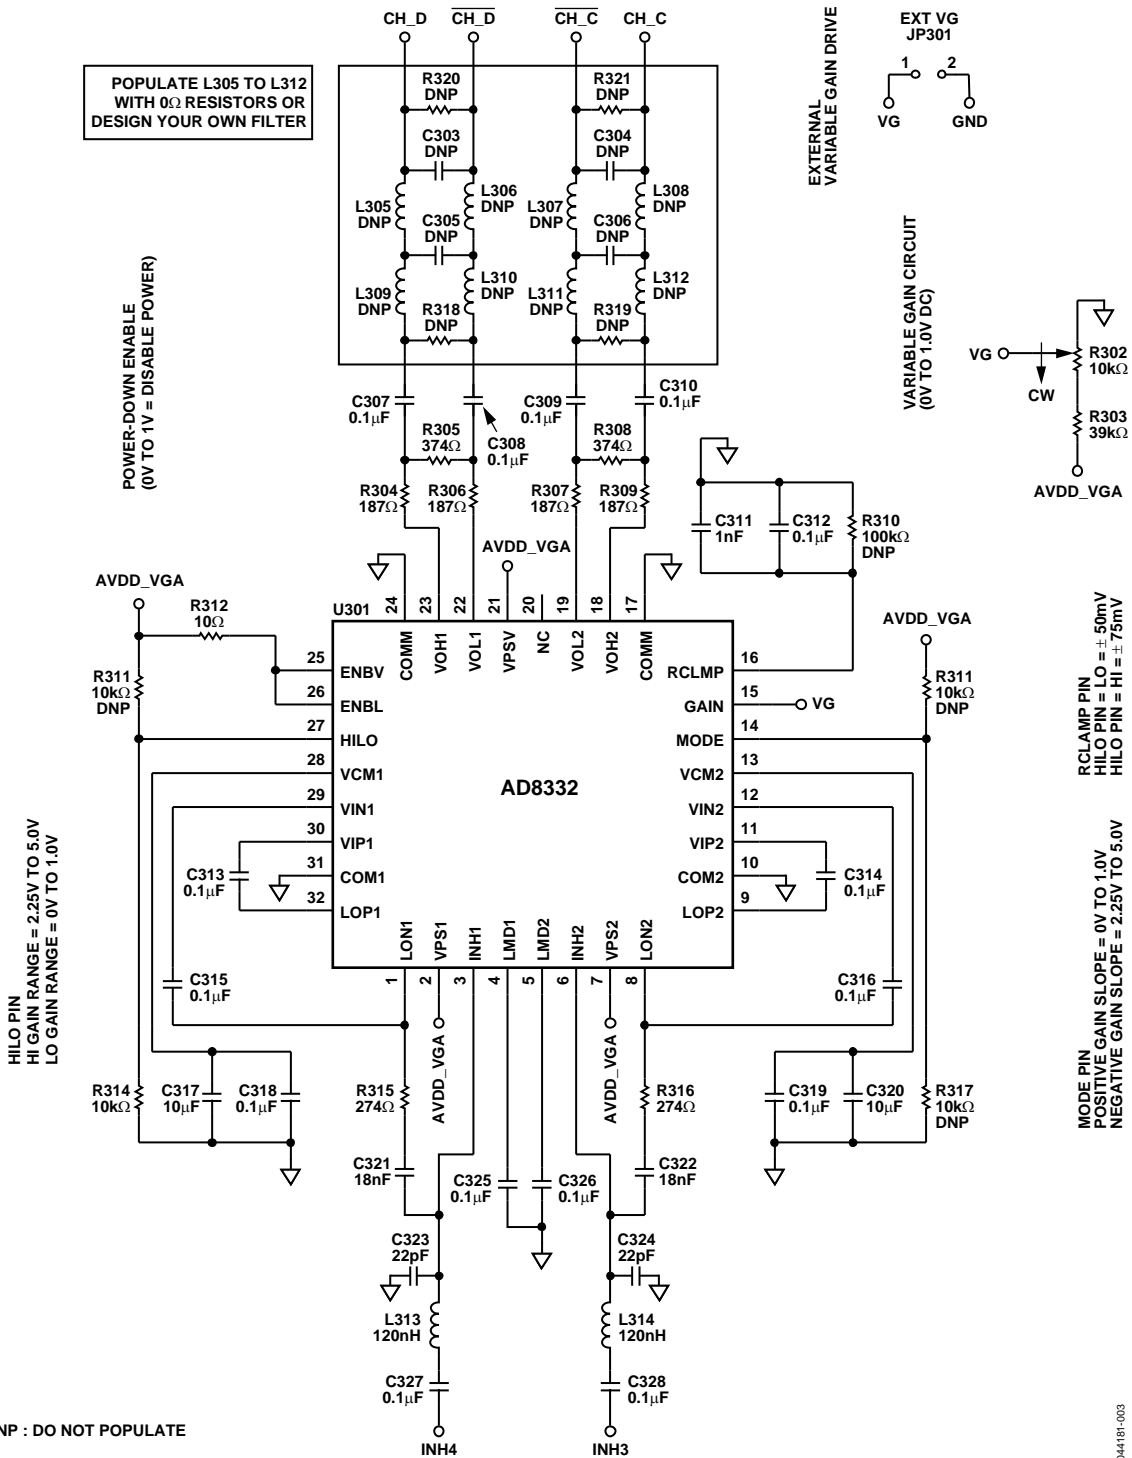 CH_D CH_D CH_C CH_C
POPULATE L305 TO L312
WITH 0Ω RESISTORS OR
DESIGN YOUR OWN FILTER
R320
DNP
R321
DNP
C303
DNP
C304
DNP
L305
DNP
L306
DNP
L307
DNP
L308
DNP
C305
DNP
C306
DNP
L309
DNP
L310
DNP
L311
DNP
L312
DNP
R318
DNP
R319
DNP
EXTERNAL
VARIABLE GAIN DRIVE
EXT VG
JP301
1 2
VG GND
POWER-DOWN ENABLE
(0V TO 1V = DISABLE POWER)
VARIABLE GAIN CIRCUIT
(0V TO 1.0V DC)
VG
CW
R302
10kΩ
R303
39kΩ
AVDD_VGA
C307
0.1µF
C308
0.1µF
C309
0.1µF
C310
0.1µF
R305
374Ω
R308
374Ω
R304
187Ω
R306
187Ω
R307
187Ω
R309
187Ω
C311
1nF
C312
0.1µF
R310
100kΩ
DNP
AVDD_VGA
AVDD_VGA
R312
10Ω
R311
10kΩ
DNP
AVDD_VGA
R311
10kΩ
DNP
U301
24 23 22 21 20 19 18 17
COMM VOH1 VOL1 VPSV NC VOL2 VOH2 COMM
25 ENBV
26 ENBL
27 HILO
28 VCM1
29 VIN1
30 VIP1
31 COM1
32 LOP1
AD8332
RCLMP 16
GAIN 15 VG
MODE 14
VCM2 13
VIN2 12
VIP2 11
COM2 10
LOP2 9
LON1 VPS1 INH1 LMD1 LMD2 INH2 VPS2 LON2
1 2 3 4 5 6 7 8
C313
0.1µF
C314
0.1µF
C315
0.1µF
C316
0.1µF
HILO PIN
HI GAIN RANGE = 2.25V TO 5.0V
LO GAIN RANGE = 0V TO 1.0V
RCLAMP PIN
HILO PIN = LO = ± 50mV
HILO PIN = HI = ± 75mV
MODE PIN
POSITIVE GAIN SLOPE = 0V TO 1.0V
NEGATIVE GAIN SLOPE = 2.25V TO 5.0V
AVDD_VGA
AVDD_VGA
R314
10kΩ
C317
10µF
C318
0.1µF
R315
274Ω
R316
274Ω
C319
0.1µF
C320
10µF
R317
10kΩ
DNP
C321
18nF
C325
0.1µF
C326
0.1µF
C322
18nF
C323
22pF
C324
22pF
L313
120nH
L314
120nH
C327
0.1µF
C328
0.1µF
INH4 INH3
NP : DO NOT POPULATE
44181-003